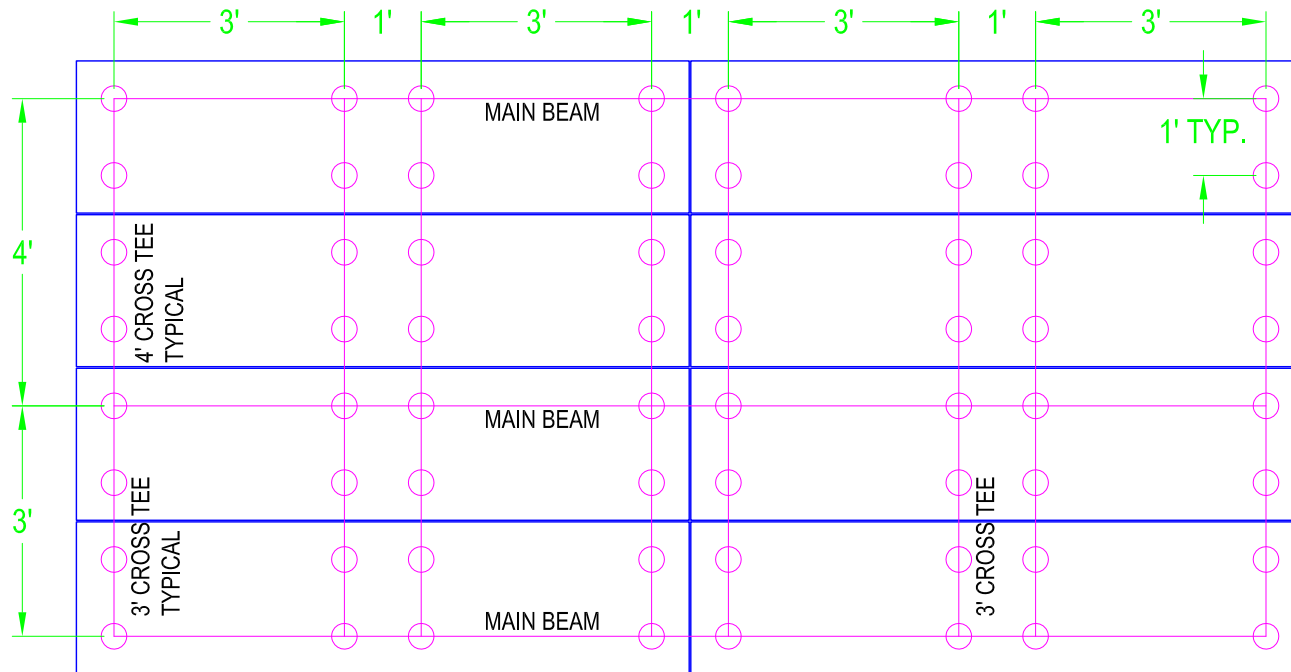 3' 1' 3' 1' 3' 1' 3'
MAIN BEAM
1' TYP.
4'
4' CROSS TEE
TYPICAL
MAIN BEAM
3'
3' CROSS TEE
TYPICAL
3' CROSS TEE
MAIN BEAM